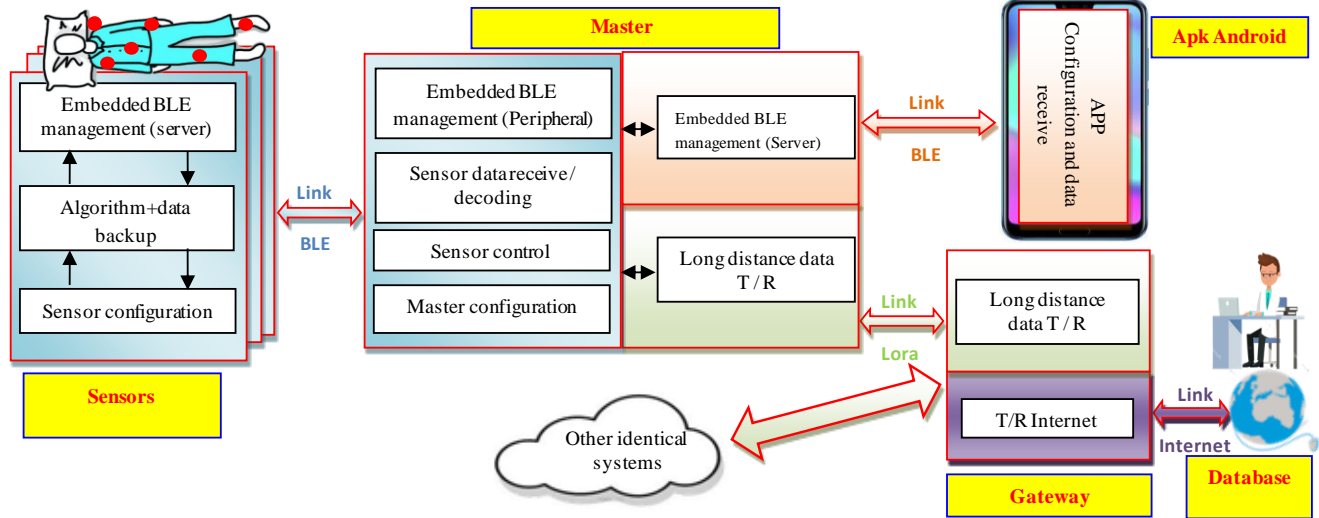 Master
Apk Android
Embedded BLE
management (server)
Algorithm+data
backup
Sensor configuration
Sensors
Link
BLE
Embedded BLE
management (Peripheral)
Sensor data receive /
decoding
Sensor control
Master configuration
Embedded BLE
management (Server)
Long distance data
T / R
Link
BLE
APP
Configuration and data
receive
Link
Lora
Long distance
data T / R
T/R Internet
Gateway
Link
Internet
Database
Other identical
systems